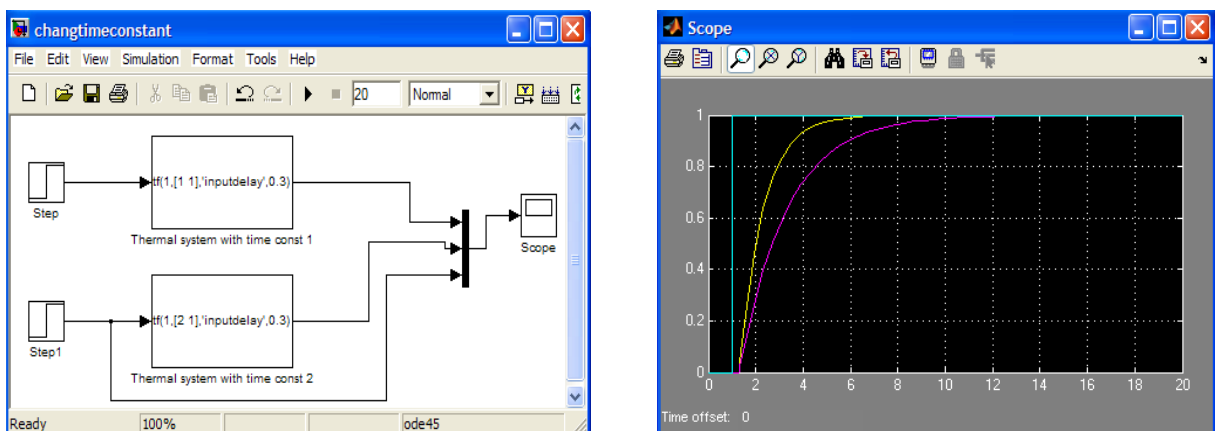 changtimeconstant
File Edit View Simulation Format Tools Help
20 Normal
tf(1,[1 1],'inputdelay',0.3)
Step
Thermal system with time const 1
Scope
tf(1,[2 1],'inputdelay',0.3)
Step1
Thermal system with time const 2
Ready 100% ode45
Scope
1
0.8
0.6
0.4
0.2
0
0 2 4 6 8 10 12 14 16 18 20
Time offset: 0